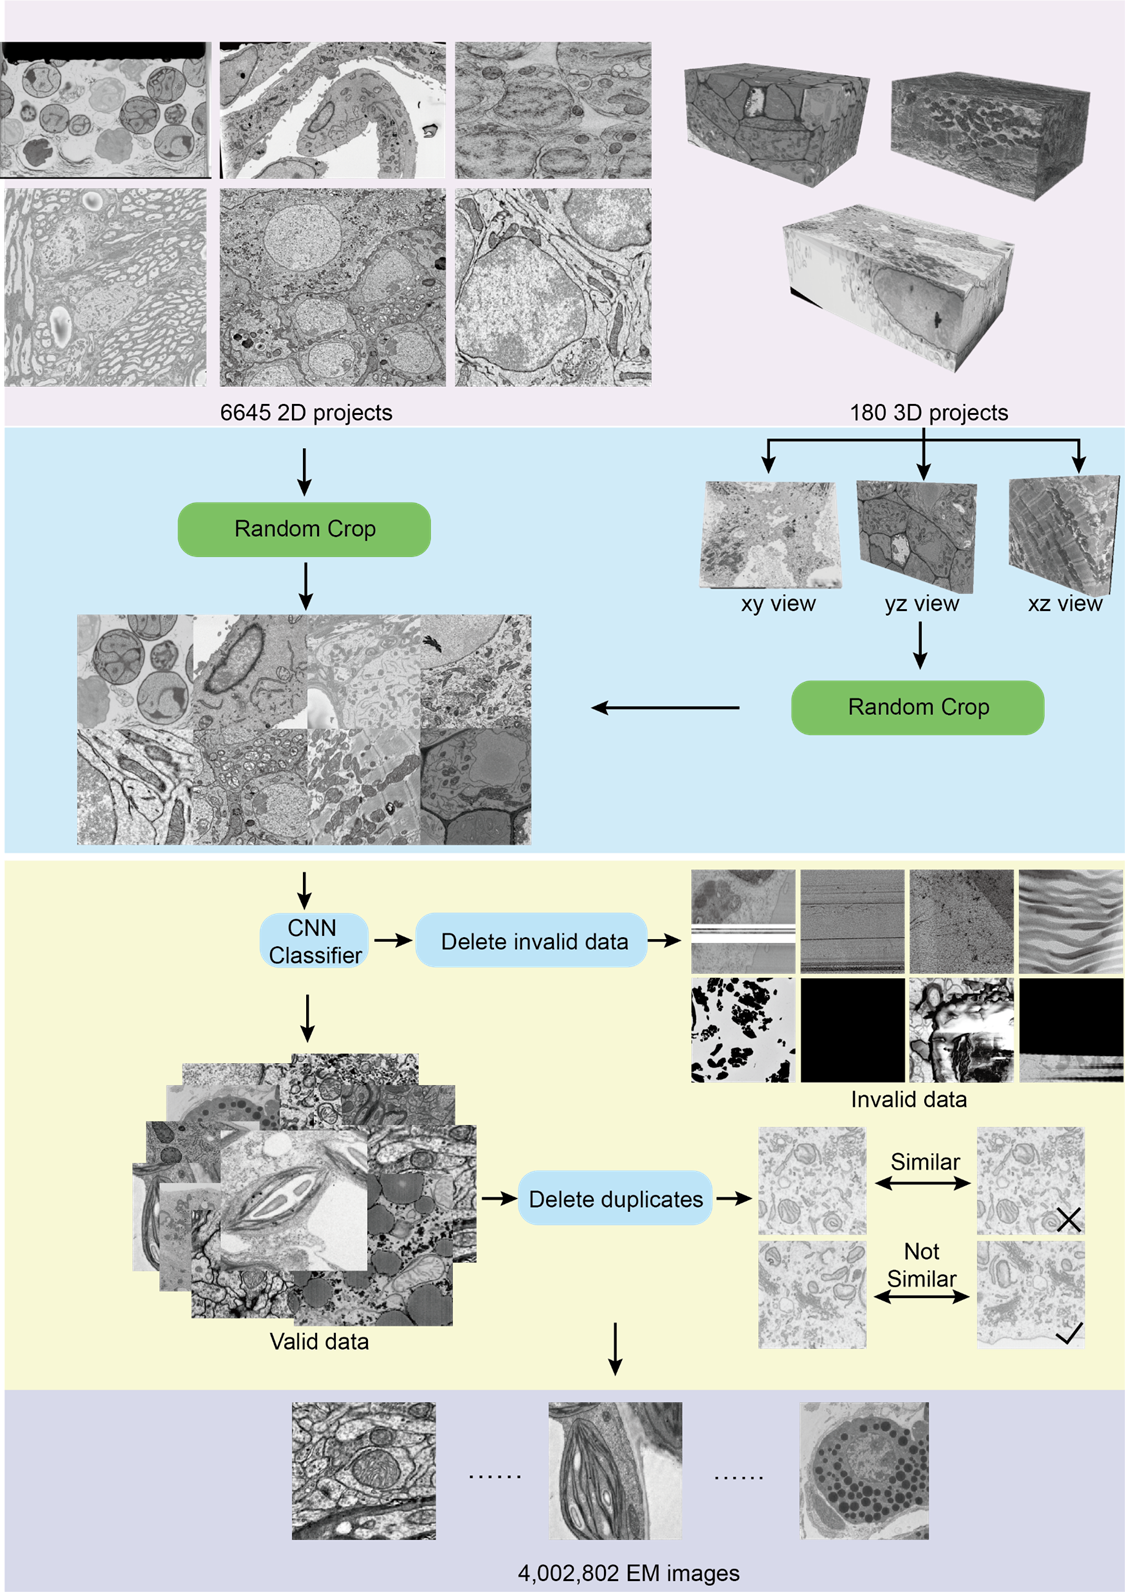 6645 2D projects
180 3D projects
Random Crop
xy view
yz view
xz view
Random Crop
CNN
Classifier
Delete invalid data
Invalid data
Valid data
Delete duplicates
Similar
Not
Similar
......
......
4,002,802 EM images